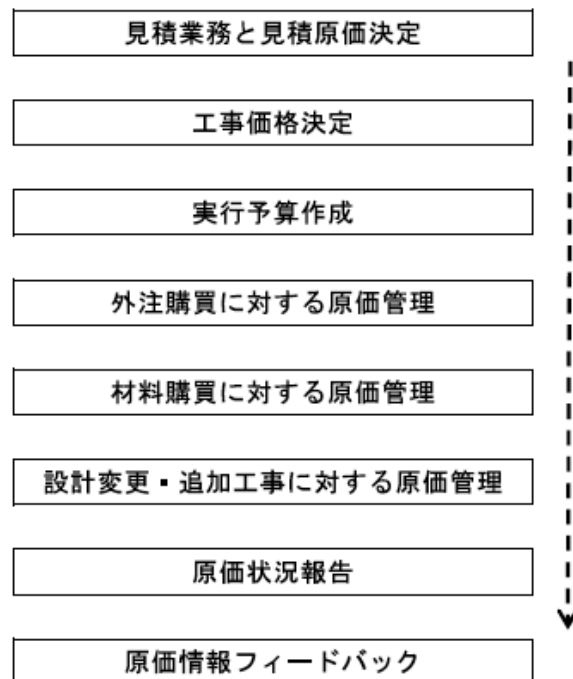 見積業務と見積原価決定
工事価格決定
実行予算作成
外注購買に対する原価管理
材料購買に対する原価管理
設計変更・追加工事に対する原価管理
原価状況報告
原価情報フィードバック